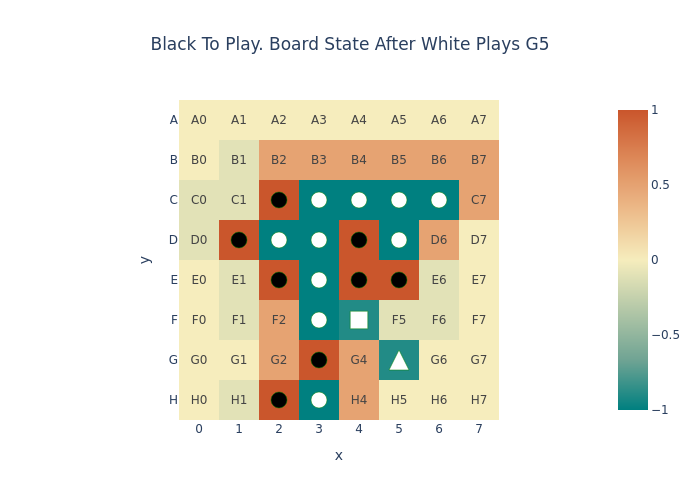 Black To Play. Board State After White Plays G5
A A0 A1 A2 A3 A4 A5 A6 A7
B B0 B1 B2 B3 B4 B5 B6 B7
C C0 C1 C7
D D0 D6 D7
E E0 E1 E6 E7
F F0 F1 F2 F5 F6 F7
G G0 G1 G2 G4 G6 G7
H H0 H1 H4 H5 H6 H7
0 1 2 3 4 5 6 7
x
y
1
0.5
0
−0.5
−1